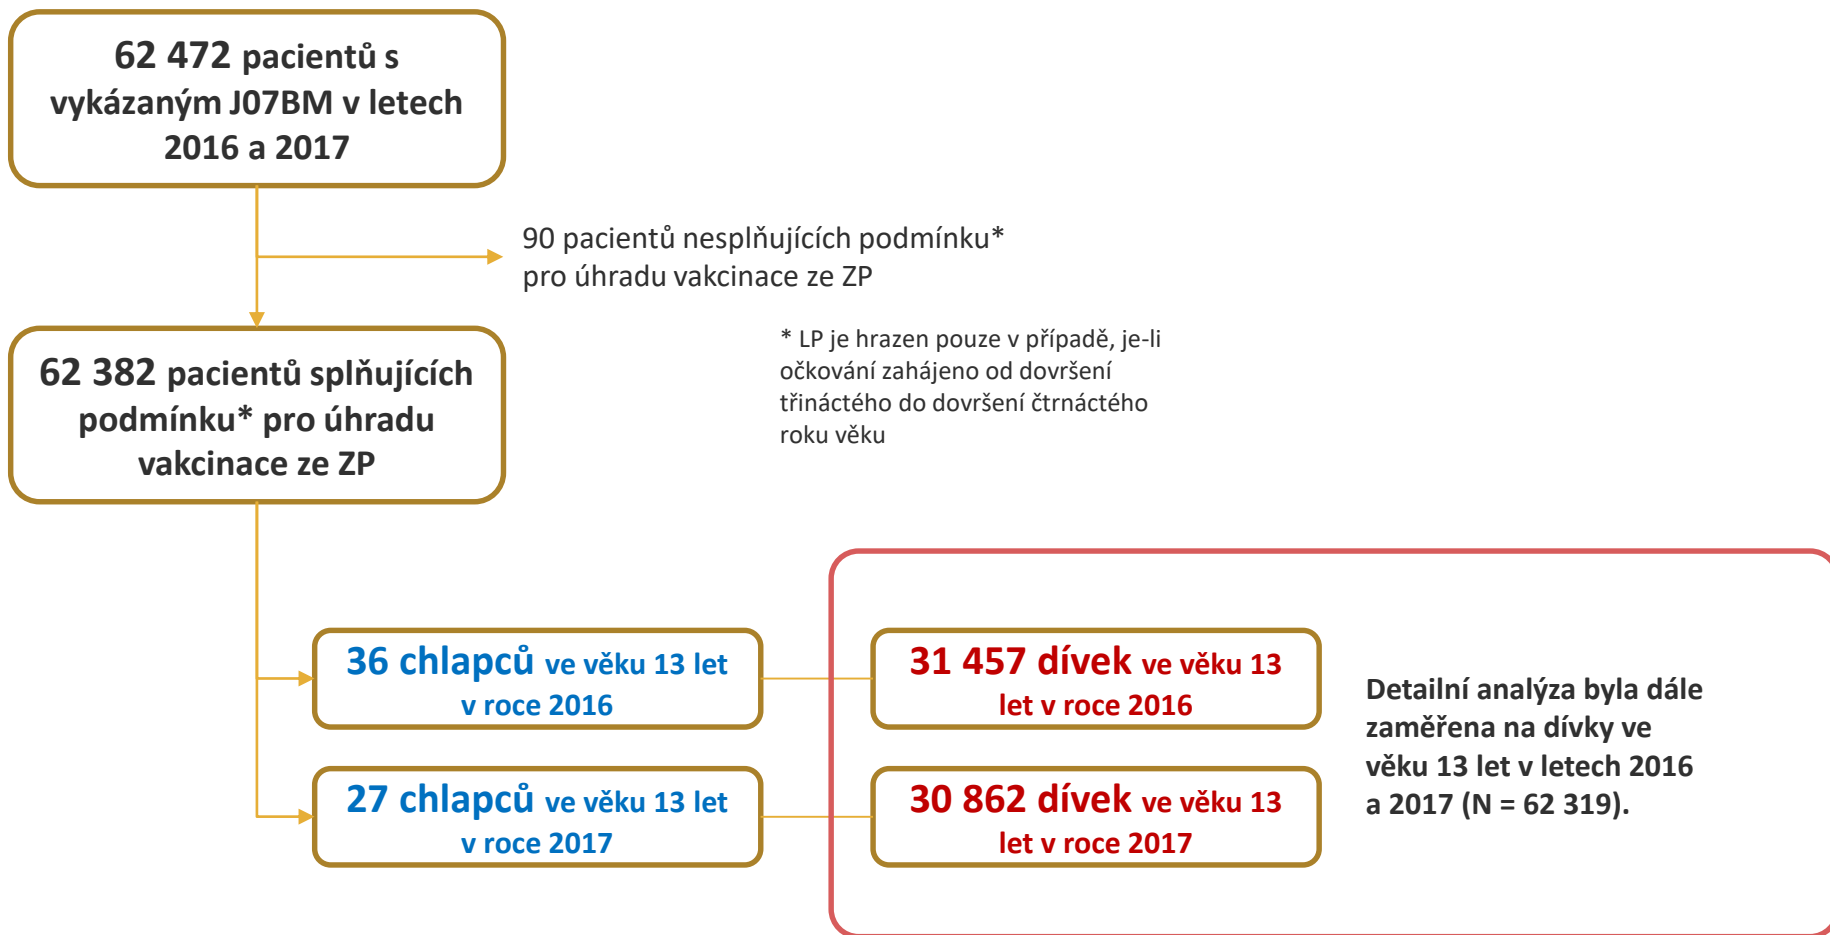 62 472 pacientů s
vykázaným J07BM v letech
2016 a 2017
90 pacientů nesplňujících podmínku*
pro úhradu vakcinace ze ZP
* LP je hrazen pouze v případě, je-li
očkování zahájeno od dovršení
třináctého do dovršení čtrnáctého
roku věku
62 382 pacientů splňujících
podmínku* pro úhradu
vakcinace ze ZP
36 chlapců ve věku 13 let
v roce 2016
31 457 dívek ve věku 13
let v roce 2016
27 chlapců ve věku 13 let
v roce 2017
30 862 dívek ve věku 13
let v roce 2017
Detailní analýza byla dále
zaměřena na dívky ve
věku 13 let v letech 2016
a 2017 (N = 62 319).